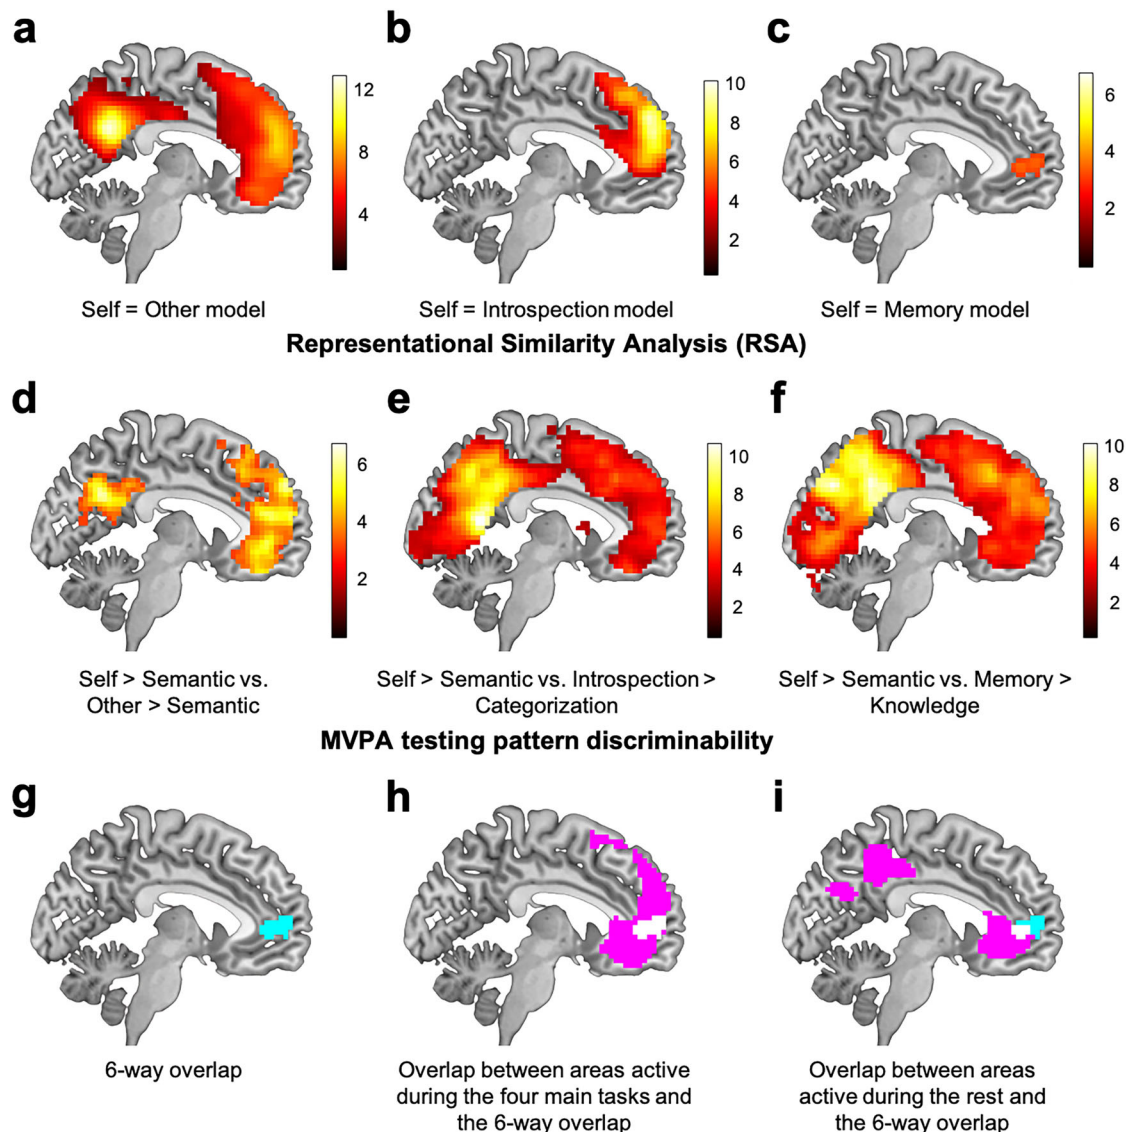 a
b
c
12
8
4
10
8
6
4
2
6
4
2
Self = Other model
Self = Introspection model
Self = Memory model
Representational Similarity Analysis (RSA)
d
e
f
6
4
2
10
8
6
4
2
10
8
6
4
2
Self > Semantic vs.
Other > Semantic
Self > Semantic vs. Introspection >
Categorization
Self > Semantic vs. Memory >
Knowledge
MVPA testing pattern discriminability
g
h
i
6-way overlap
Overlap between areas active
during the four main tasks and
the 6-way overlap
Overlap between areas
active during the rest and
the 6-way overlap